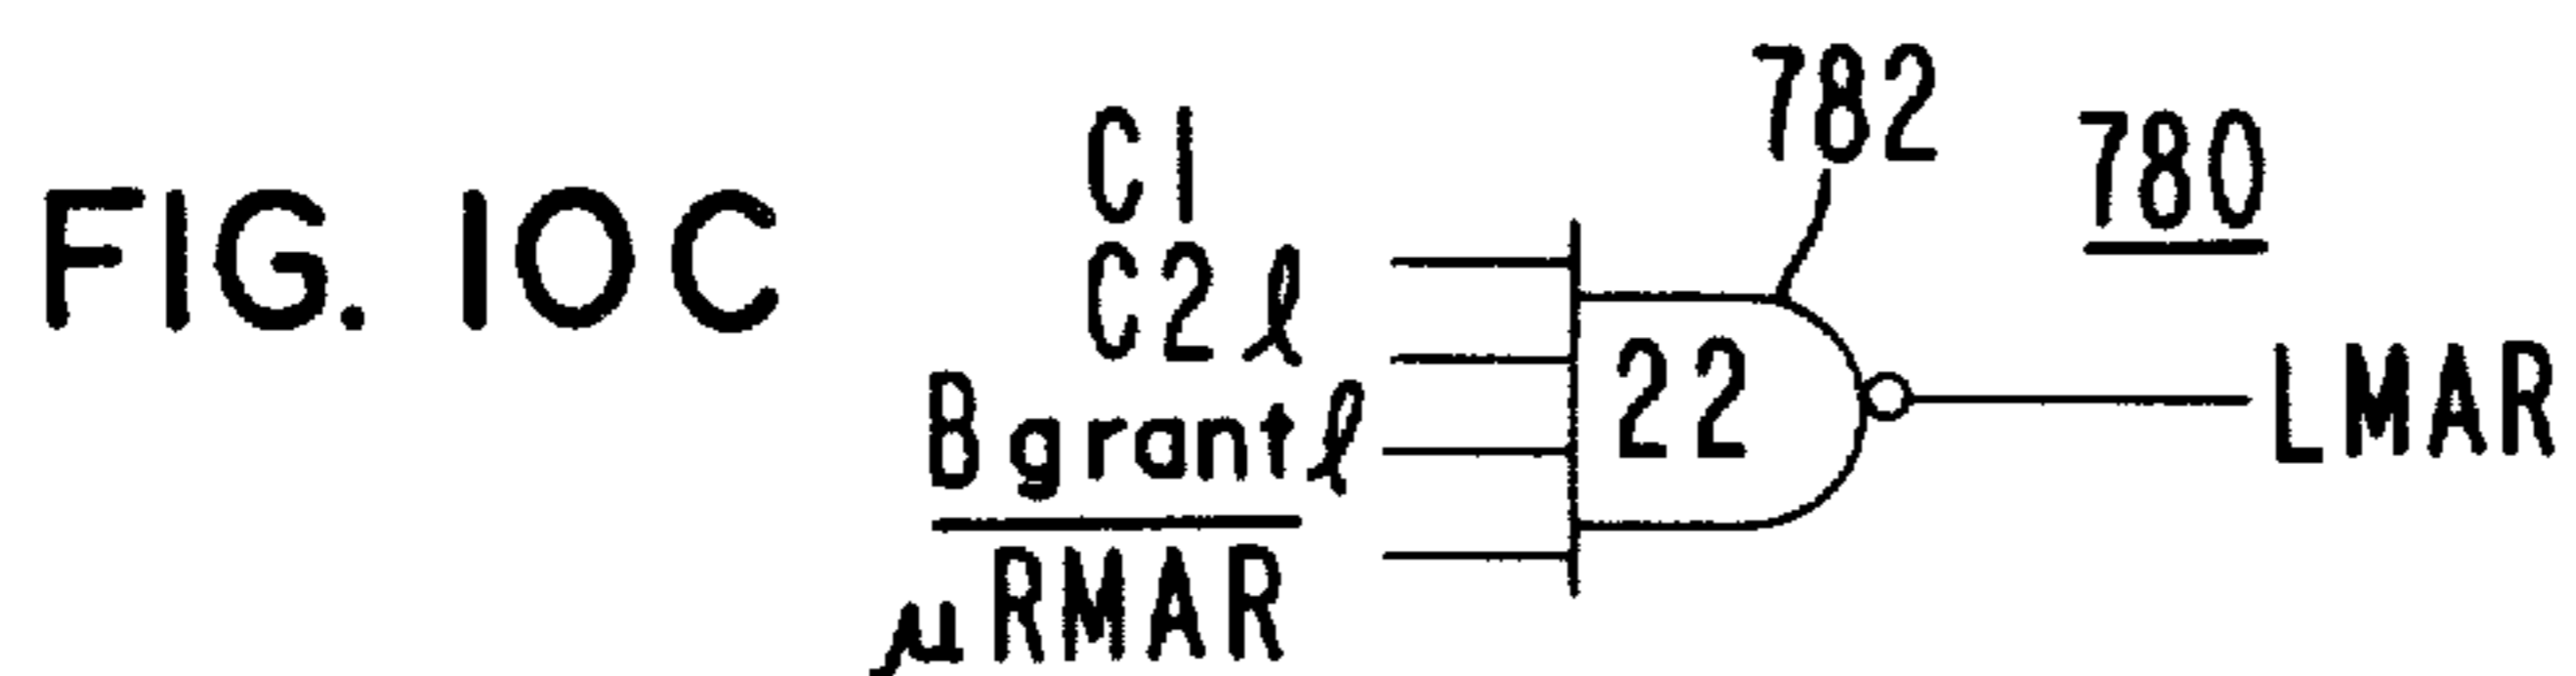 FIG. 10C
782
780
C1
C2ℓ
Bgrantℓ
μRMAR
22
LMAR